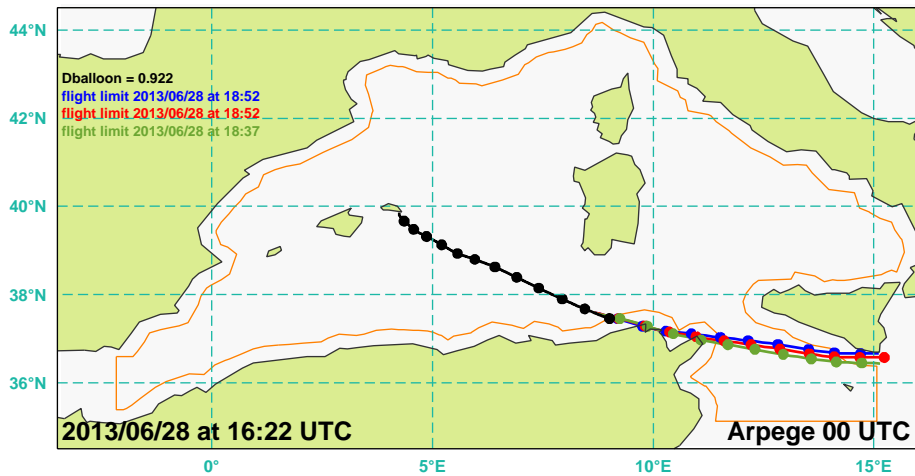 44°N
Dballoon = 0.922
flight limit 2013/06/28 at 18:52
flight limit 2013/06/28 at 18:52
flight limit 2013/06/28 at 18:37
42°N
40°N
38°N
36°N
2013/06/28 at 16:22 UTC
Arpege 00 UTC
0°
5°E
10°E
15°E